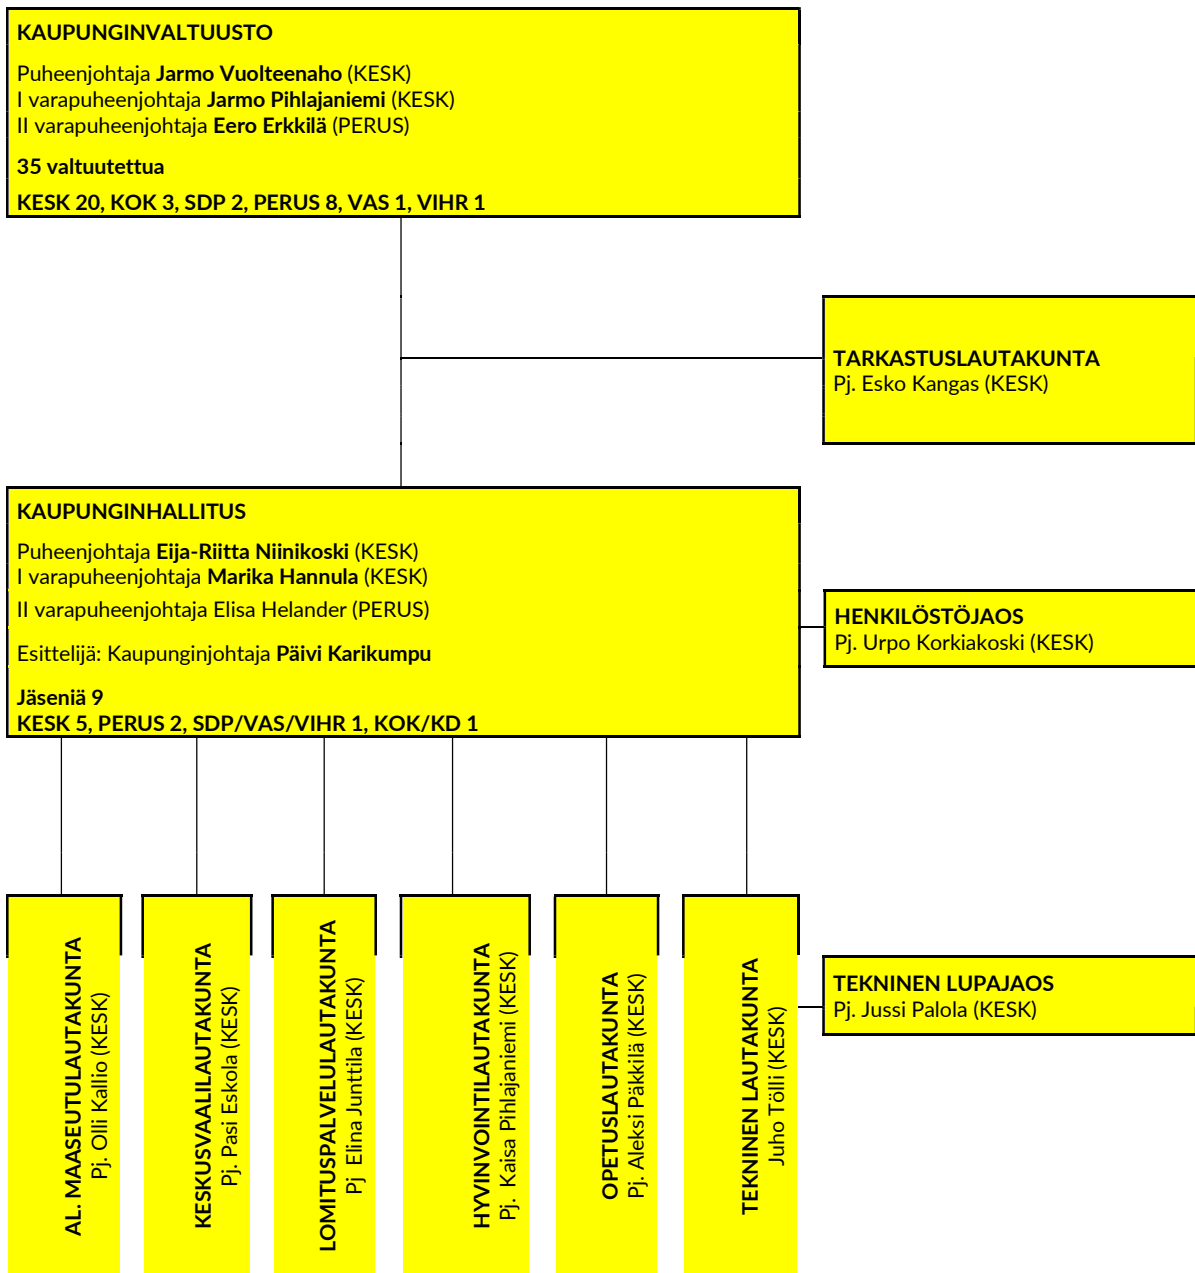 KAUPUNGINVALTUUSTO
Puheenjohtaja Jarmo Vuolteenaho (KESK)
I varapuheenjohtaja Jarmo Pihlajaniemi (KESK)
II varapuheenjohtaja Eero Erkkilä (PERUS)
35 valtuutettua
KESK 20, KOK 3, SDP 2, PERUS 8, VAS 1, VIHR 1
TARKASTUSLAUTAKUNTA
Pj. Esko Kangas (KESK)
KAUPUNGINHALLITUS
Puheenjohtaja Eija-Riitta Niinikoski (KESK)
I varapuheenjohtaja Marika Hannula (KESK)
II varapuheenjohtaja Elisa Helander (PERUS)
Esittelijä: Kaupunginjohtaja Päivi Karikumpu
Jäseniä 9
KESK 5, PERUS 2, SDP/VAS/VIHR 1, KOK/KD 1
HENKILÖSTÖJAOS
Pj. Urpo Korkiakoski (KESK)
AL. MAASEUTULAUTAKUNTA
Pj. Olli Kallio (KESK)
KESKUSVAALILAUTAKUNTA
Pj. Pasi Eskola (KESK)
LOMITUSPALVELULAUTAKUNTA
Pj Elina Junttila (KESK)
HYVINVOINTILAUTAKUNTA
Pj. Kaisa Pihlajaniemi (KESK)
OPETUSLAUTAKUNTA
Pj. Aleksi Päkkilä (KESK)
TEKNINEN LAUTAKUNTA
Juho Tölli (KESK)
TEKNINEN LUPAJAOS
Pj. Jussi Palola (KESK)